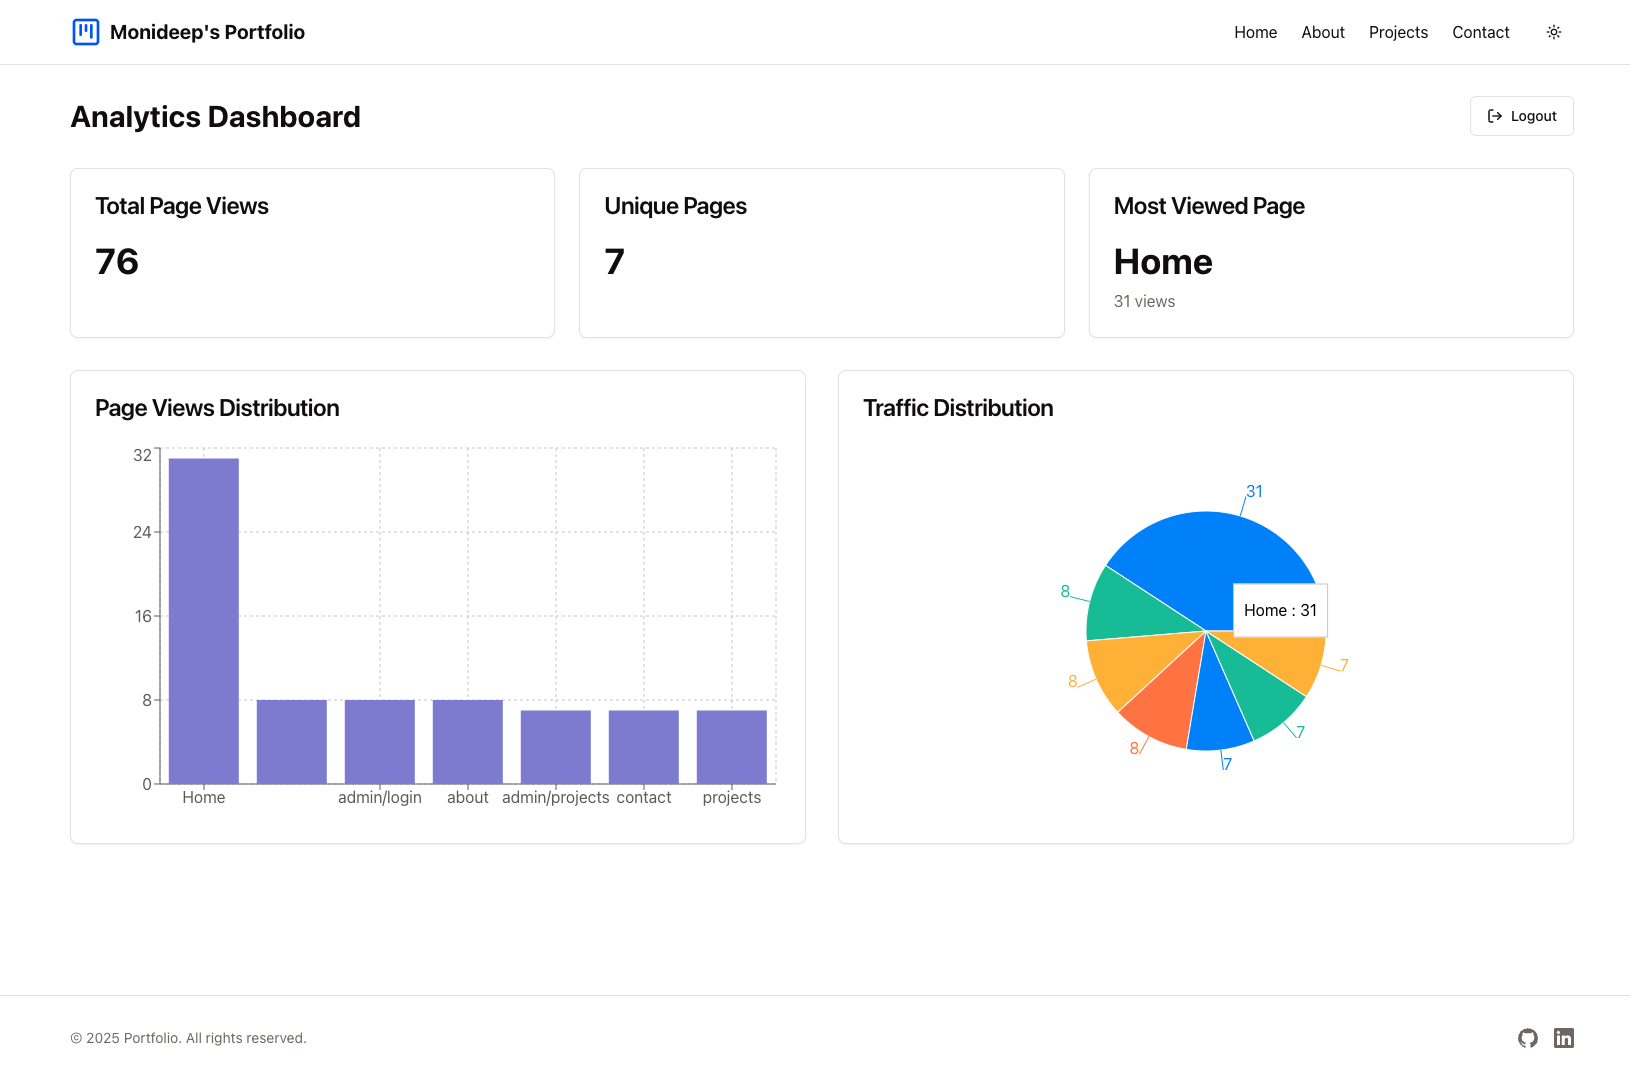 Monideep's Portfolio
Home About Projects Contact
Analytics Dashboard
Logout
Total Page Views
76
Unique Pages
7
Most Viewed Page
Home
31 views
Page Views Distribution
32
24
16
8
0
Home admin/login about admin/projects contact projects
Traffic Distribution
31
8
Home : 31
7
8
7
8
7
© 2025 Portfolio. All rights reserved.
in